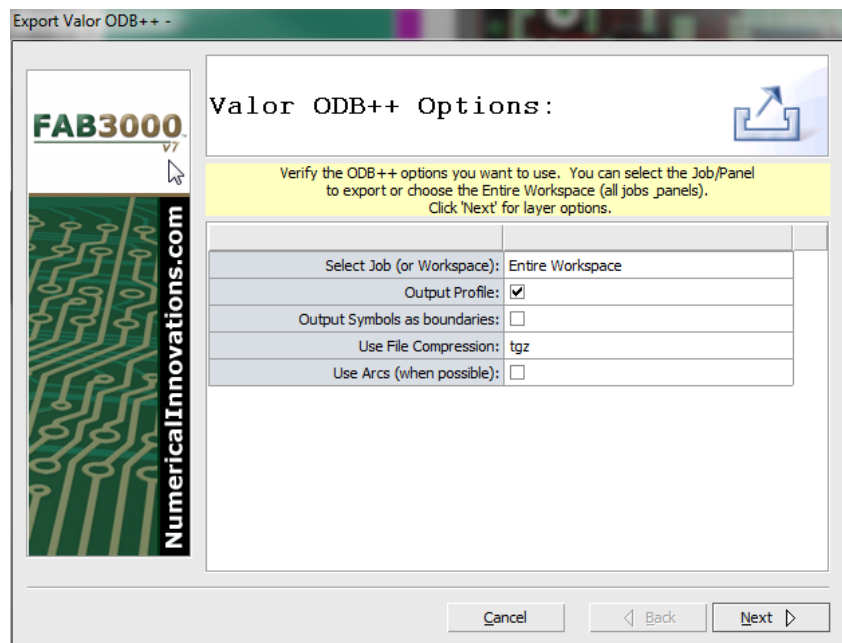 Export Valor ODB++ -
FAB3000
V7
NumericalInnovations.com
Valor ODB++ Options:
Verify the ODB++ options you want to use. You can select the Job/Panel
to export or choose the Entire Workspace (all jobs _panels).
Click 'Next' for layer options.
Select Job (or Workspace): Entire Workspace
Output Profile:
Output Symbols as boundaries:
Use File Compression: tgz
Use Arcs (when possible):
Cancel Back Next